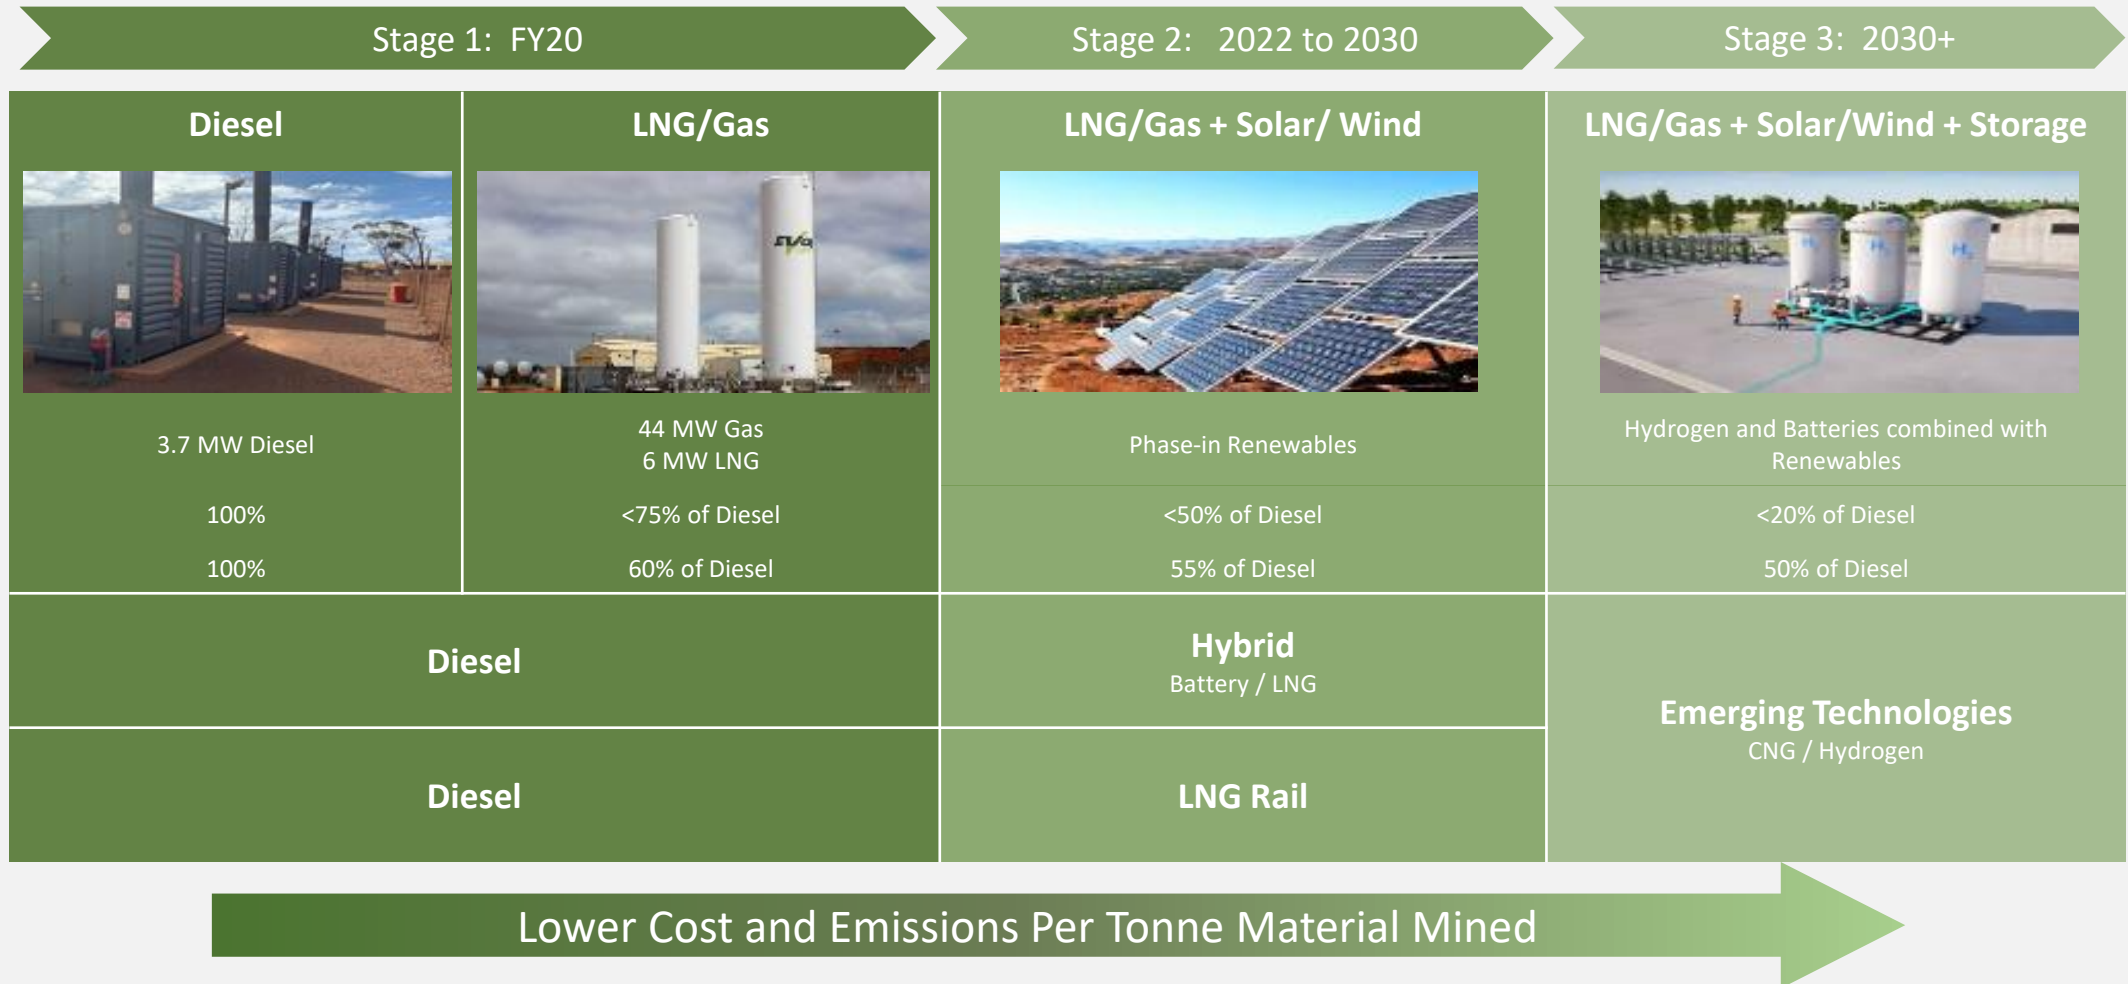 Stage 1: FY20
Stage 2: 2022 to 2030
Stage 3: 2030+
Diesel
LNG/Gas
LNG/Gas + Solar/ Wind
LNG/Gas + Solar/Wind + Storage
H₂
3.7 MW Diesel
44 MW Gas
6 MW LNG
Phase-in Renewables
Hydrogen and Batteries combined with
Renewables
100%
<75% of Diesel
<50% of Diesel
<20% of Diesel
100%
60% of Diesel
55% of Diesel
50% of Diesel
Diesel
Hybrid
Battery / LNG
Emerging Technologies
CNG / Hydrogen
Diesel
LNG Rail
Lower Cost and Emissions Per Tonne Material Mined